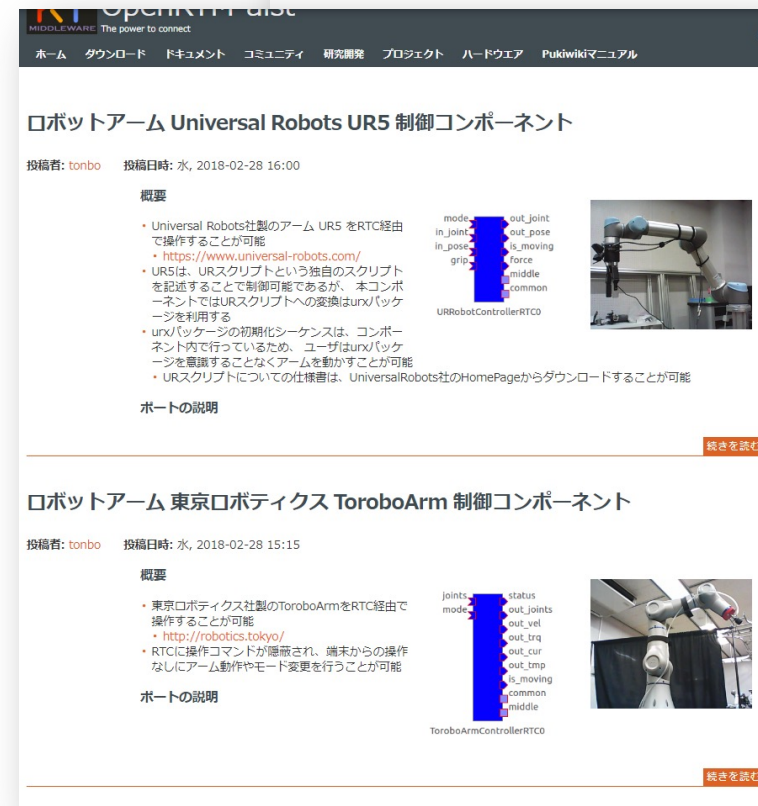 OpenRTM-aist
MIDDLEWARE The power to connect
ホーム ダウンロード ドキュメント コミュニティ 研究開発 プロジェクト ハードウエア Pukiwikiマニュアル
ロボットアーム Universal Robots UR5 制御コンポーネント
投稿者: tonbo 投稿日時: 水, 2018-02-28 16:00
概要
・Universal Robots社製のアーム UR5 をRTC経由
で操作することが可能
・https://www.universal-robots.com/
・UR5は、URスクリプトという独自のスクリプト
を記述することで制御可能であるが、 本コンポ
ーネントではURスクリプトへの変換はurxパッケ
ージを利用する
・urxパッケージの初期化シーケンスは、コンポー
ネント内で行っているため、 ユーザはurxパッケ
ージを意識することなくアームを動かすことが可能
・URスクリプトについての仕様書は、UniversalRobots社のHomePageからダウンロードすることが可能
mode
in_joint
in_pose
grip
out_joint
out_pose
is_moving
force
middle
common
URRobotControllerRTC0
ポートの説明
続きを読む
ロボットアーム 東京ロボティクス ToroboArm 制御コンポーネント
投稿者: tonbo 投稿日時: 水, 2018-02-28 15:15
概要
・東京ロボティクス社製のToroboArmをRTC経由で
操作することが可能
・http://robotics.tokyo/
・RTCに操作コマンドが隠蔽され、端末からの操作
なしにアーム動作やモード変更を行うことが可能
joints
mode
status
out_joints
out_vel
out_trq
out_cur
out_tmp
is_moving
common
middle
ToroboArmControllerRTC0
ポートの説明
続きを読む